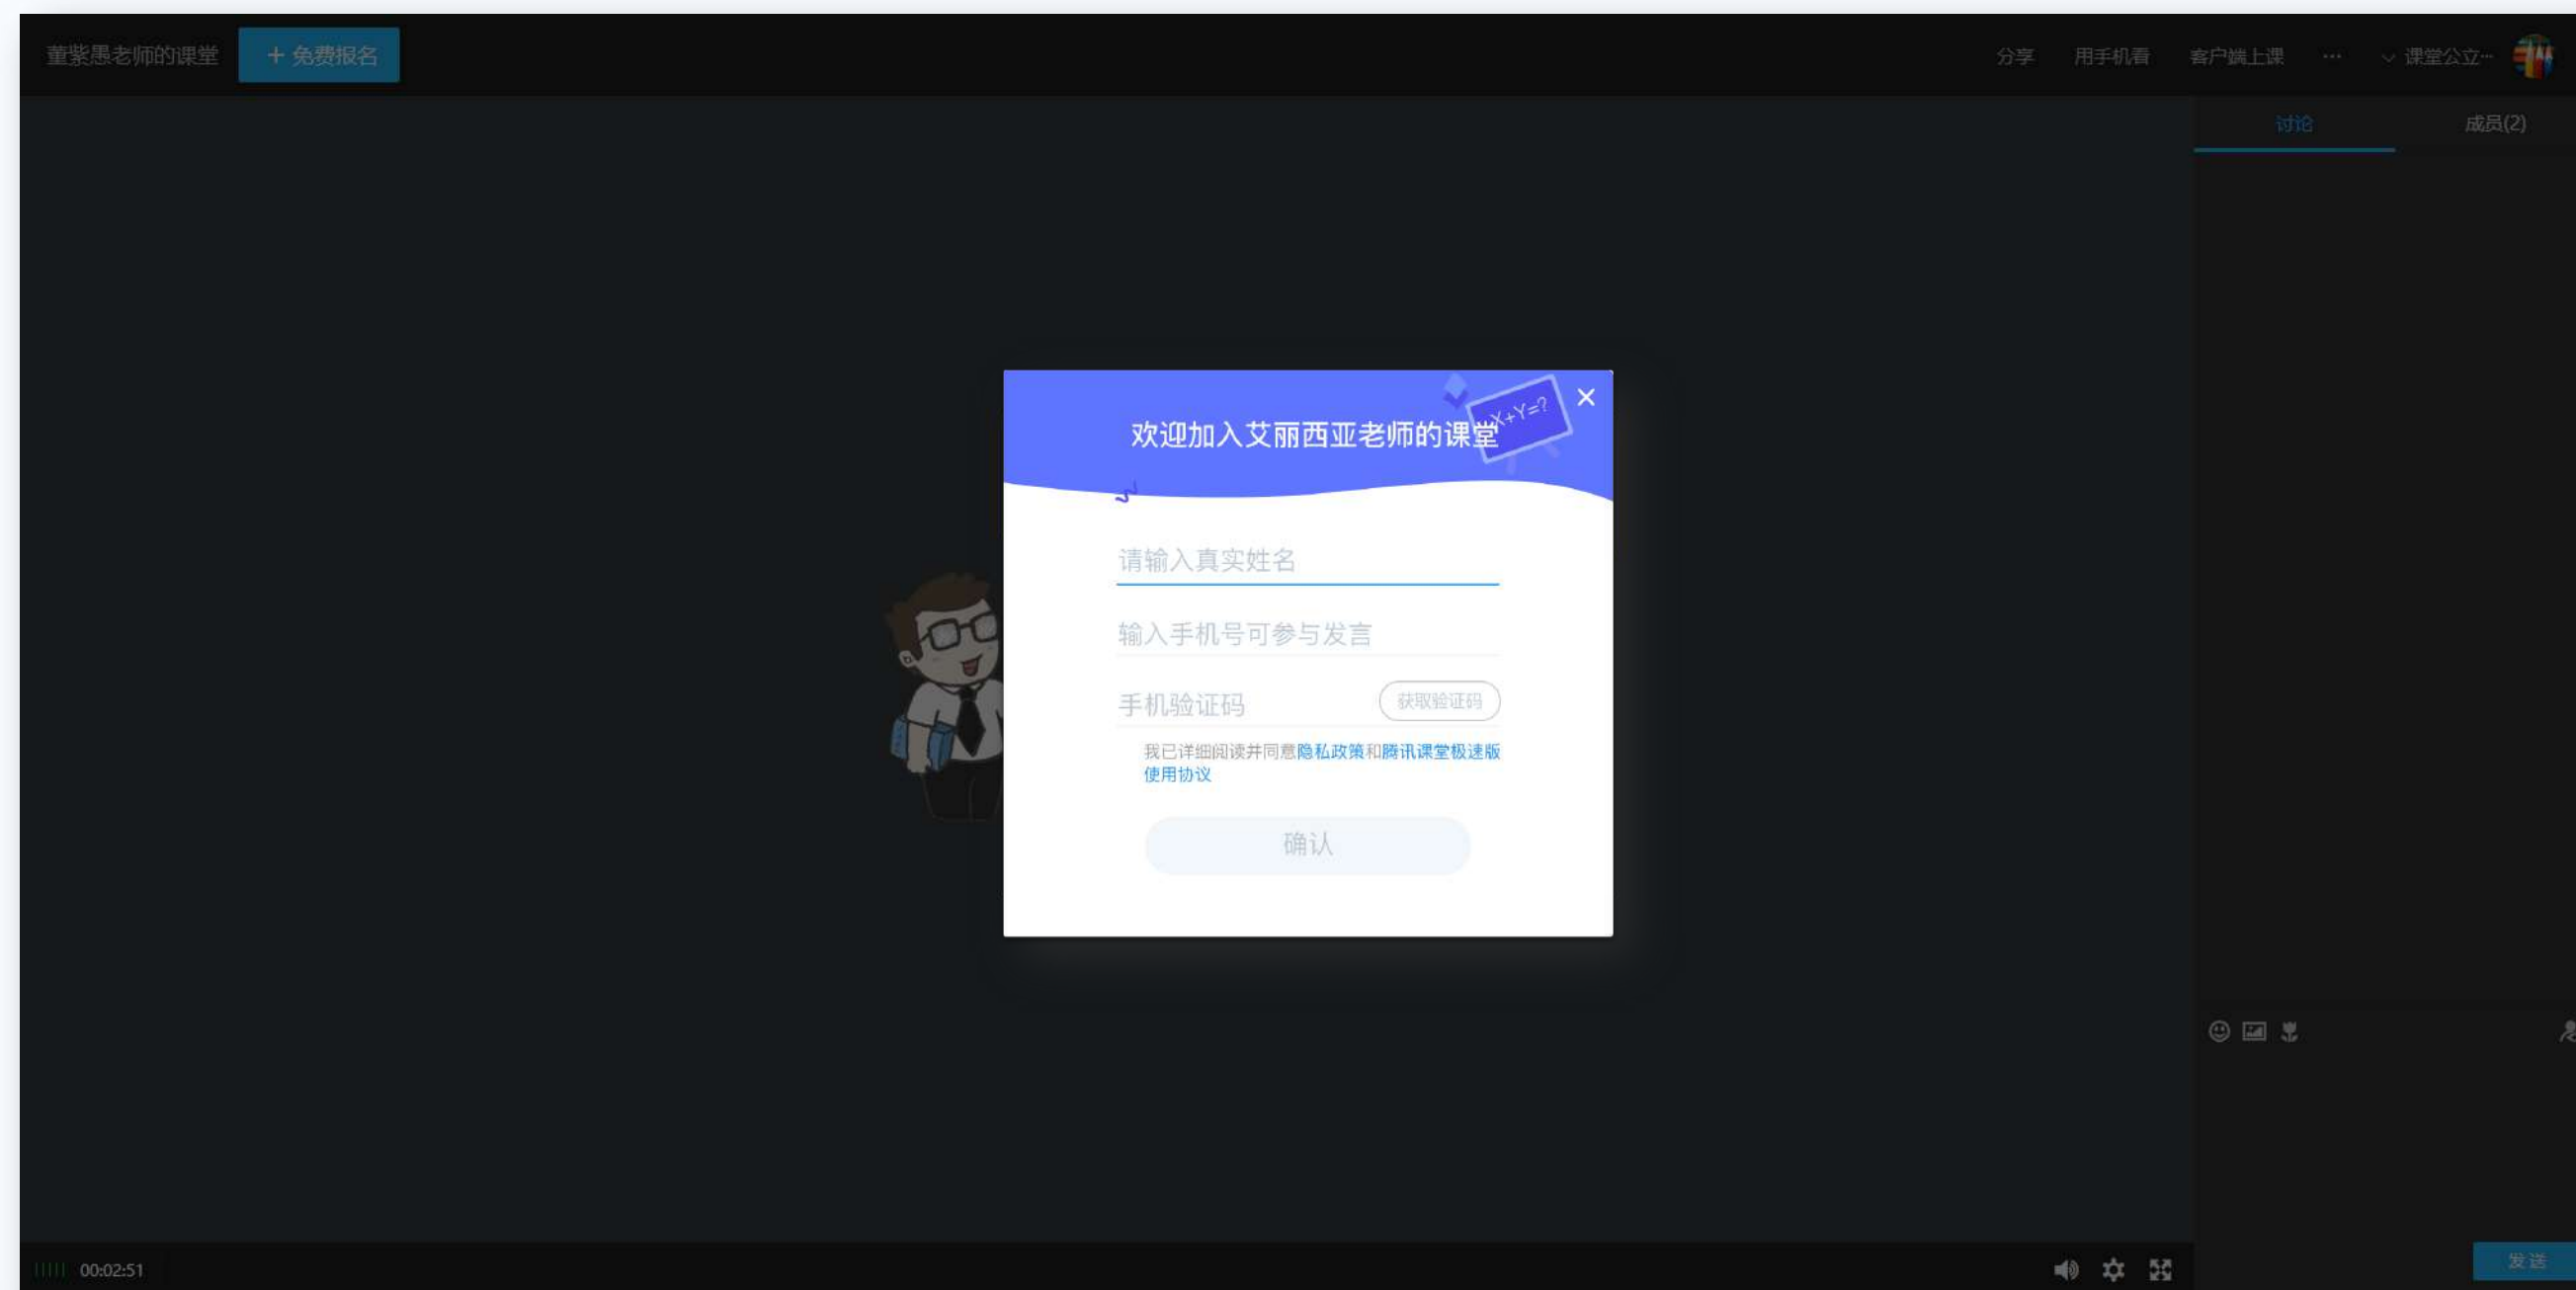 董紫愚老师的课堂
+ 免费报名
分享 用手机看 客户端上课 ··· 课堂公立···
讨论 成员(2)
欢迎加入艾丽西亚老师的课堂
X+Y=?
请输入真实姓名
输入手机号可参与发言
手机验证码 获取验证码
我已详细阅读并同意隐私政策和腾讯课堂极速版
使用协议
确认
00:02:51
发送